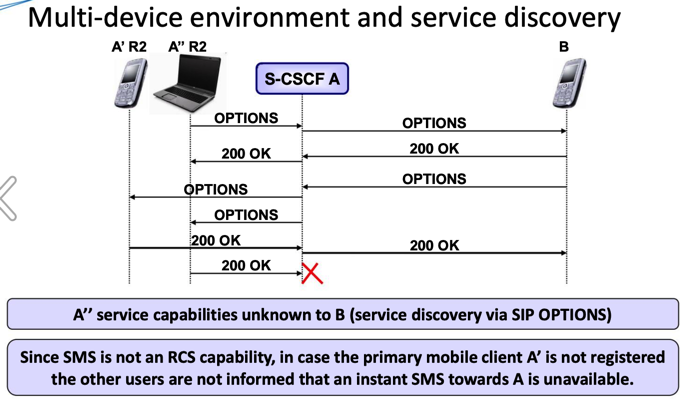 Multi-device environment and service discovery
A’ R2 A’’ R2 B
S-CSCF A
OPTIONS
OPTIONS
200 OK
200 OK
OPTIONS
OPTIONS
OPTIONS
200 OK
200 OK
200 OK
A’’ service capabilities unknown to B (service discovery via SIP OPTIONS)
Since SMS is not an RCS capability, in case the primary mobile client A’ is not registered
the other users are not informed that an instant SMS towards A is unavailable.